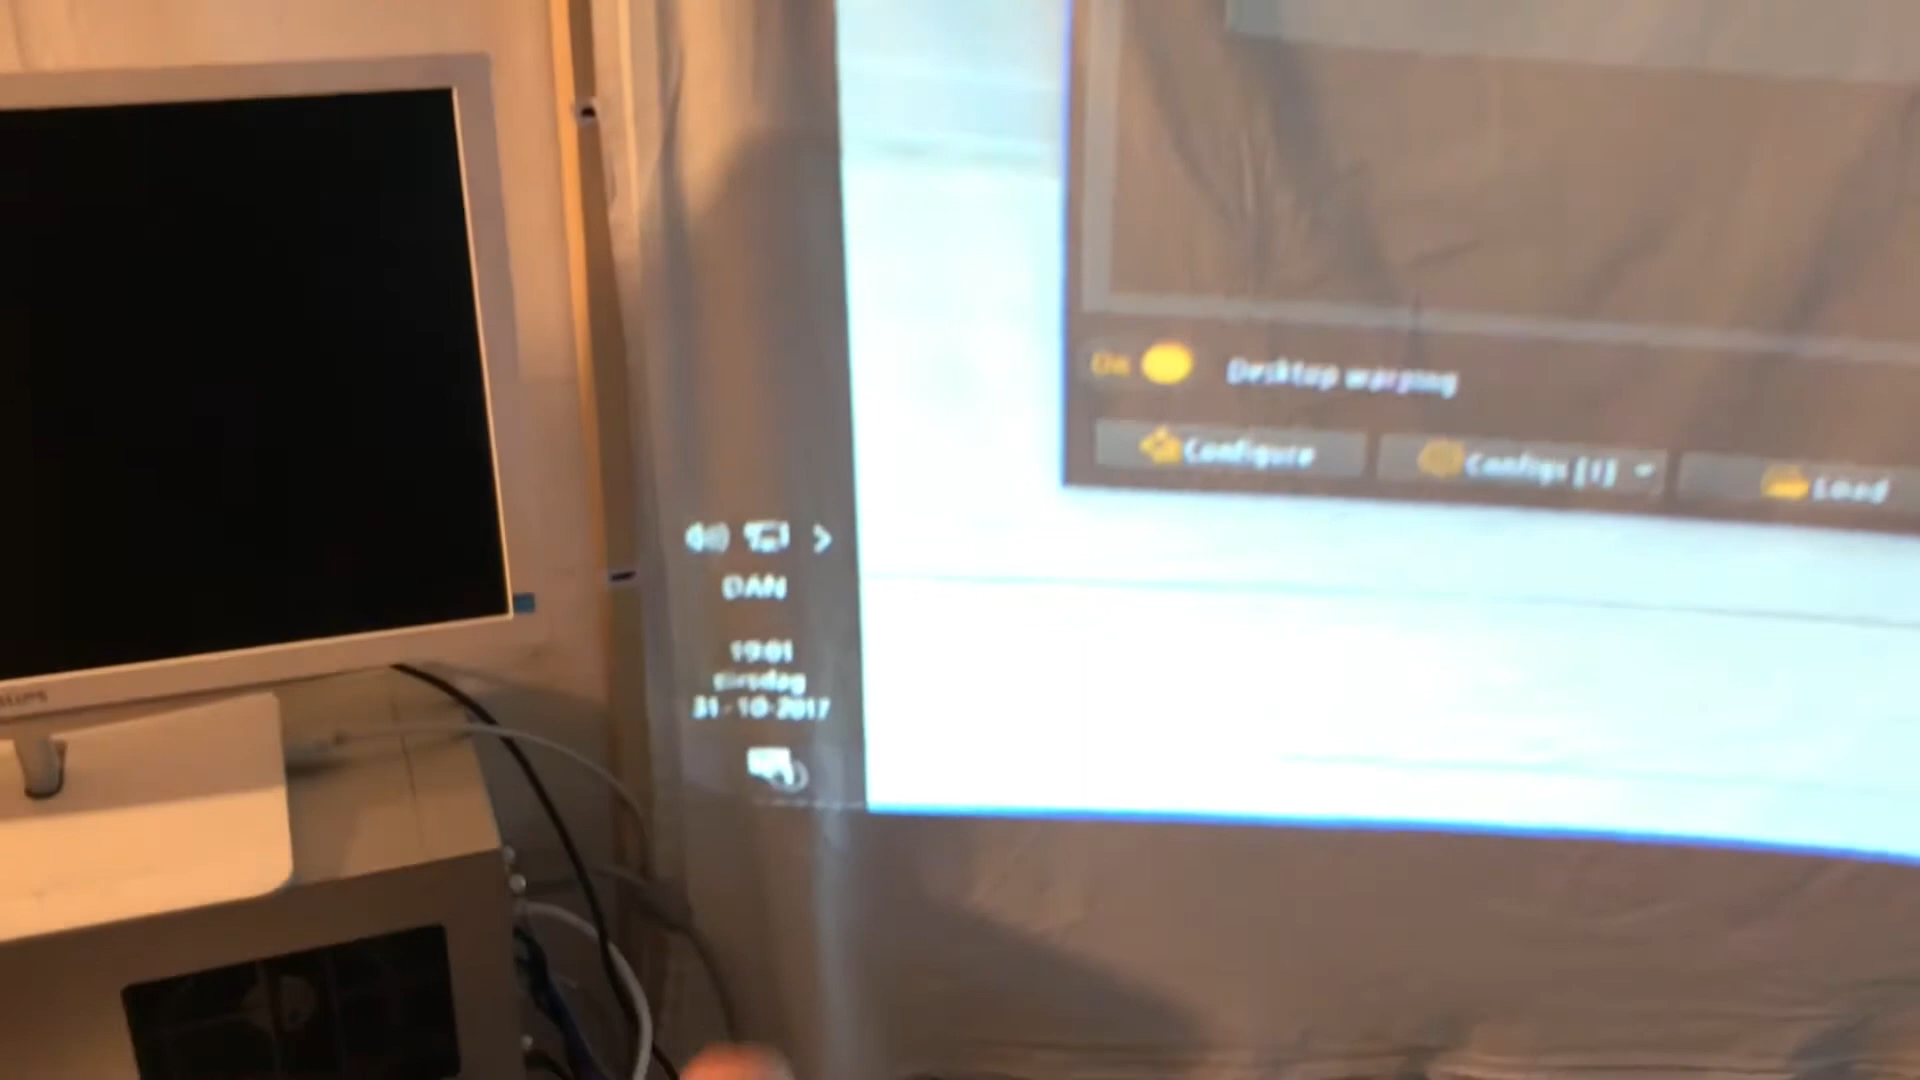 On Desktop warping
Configure Configs [1] Load
DAN
19:01
tirsdag
31-10-2017